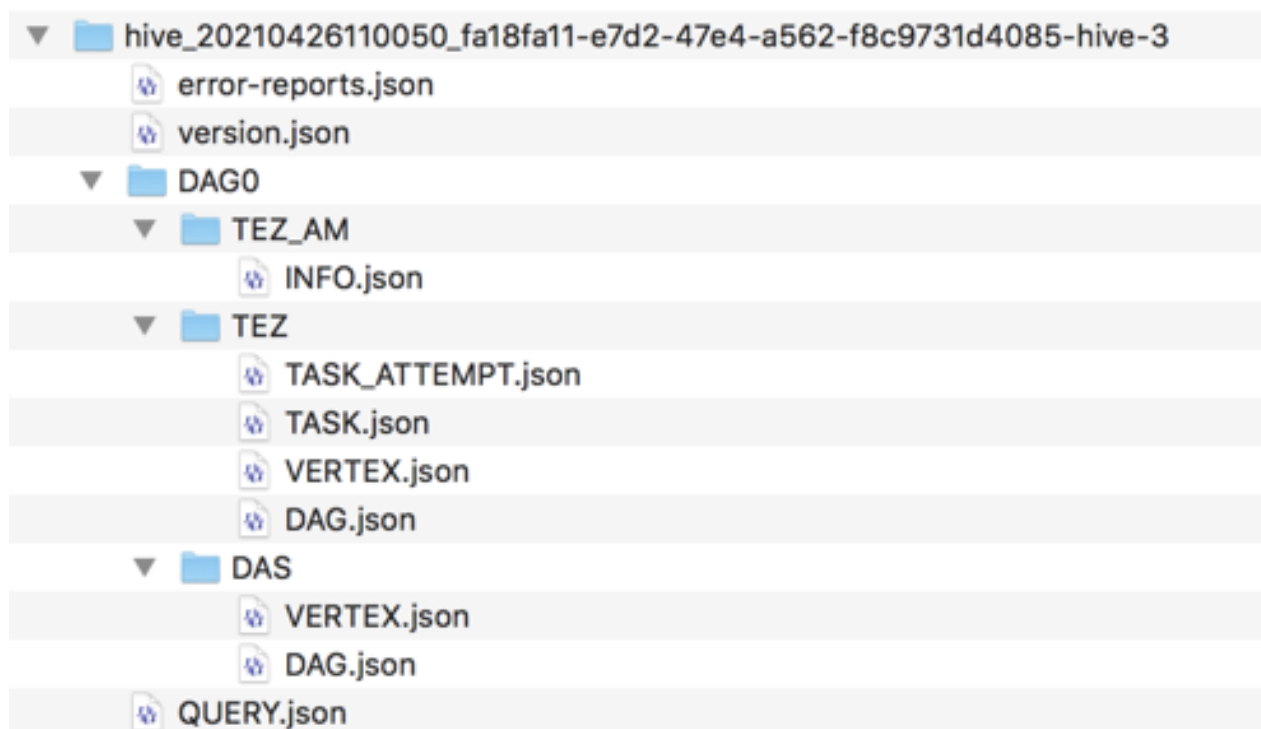 hive_20210426110050_fa18fa11-e7d2-47e4-a562-f8c9731d4085-hive-3
error-reports.json
version.json
DAG0
TEZ_AM
INFO.json
TEZ
TASK_ATTEMPT.json
TASK.json
VERTEX.json
DAG.json
DAS
VERTEX.json
DAG.json
QUERY.json